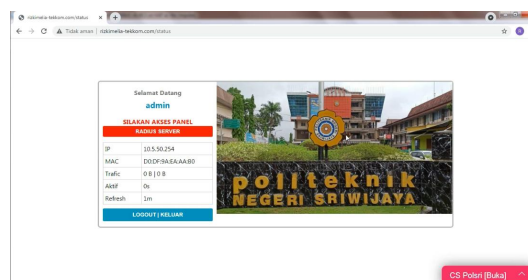 rizkimelia-tekkom.com/status
Tidak aman | rizkimelia-tekkom.com/status
Selamat Datang
admin
SILAKAN AKSES PANEL
RADIUS SERVER
IP 10.5.50.254
MAC D0:DF:9A:EA:AA:B0
Trafic 0 B | 0 B
Aktif 0s
Refresh 1m
LOGOUT | KELUAR
politeknik
NEGERI SRIWIJAYA
CS Polsri [Buka]